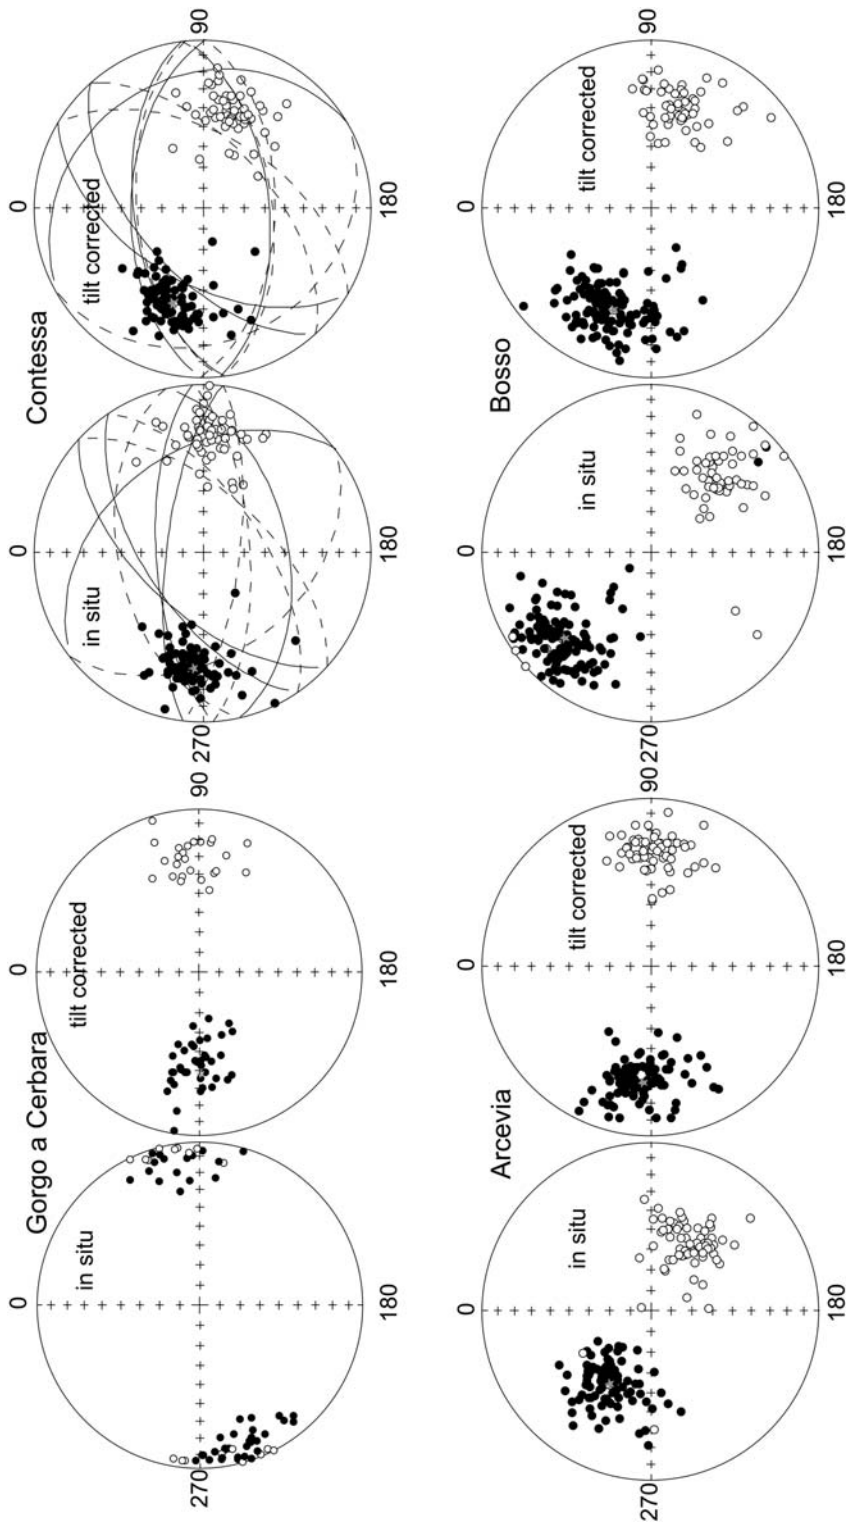 0 0 0 0
Gorgo a Cerbara Contessa
in situ tilt corrected in situ tilt corrected
270 90 270 90
180 180 180 180
0 0 0 0
Arcevia Bosso
in situ tilt corrected in situ tilt corrected
270 90 270 90
180 180 180 180